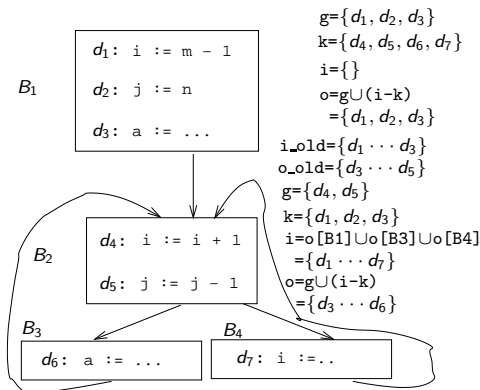 B₁
d₁: i := m - 1
d₂: j := n
d₃: a := ...
g={d₁, d₂, d₃}
k={d₄, d₅, d₆, d₇}
i={}
o=g∪(i-k)
={d₁, d₂, d₃}
i_old={d₁ ⋯ d₃}
o_old={d₃ ⋯ d₅}
g={d₄, d₅}
k={d₁, d₂, d₃}
i=o[B1]∪o[B3]∪o[B4]
={d₁ ⋯ d₇}
o=g∪(i-k)
={d₃ ⋯ d₆}
B₂
d₄: i := i + 1
d₅: j := j - 1
B₃
d₆: a := ...
B₄
d₇: i :=..